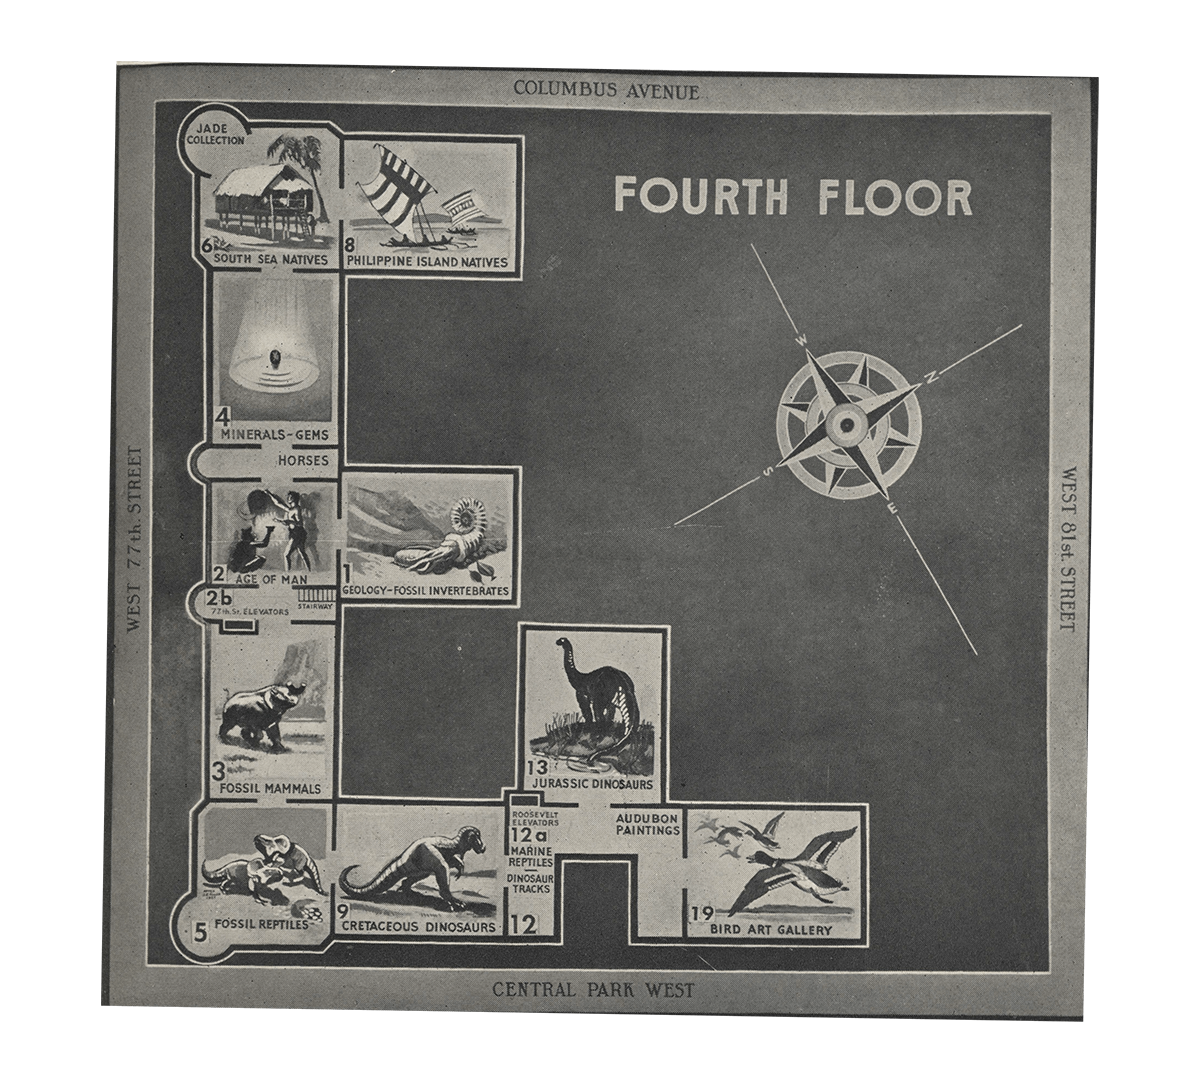 COLUMBUS AVENUE
FOURTH FLOOR
JADE
COLLECTION
6
SOUTH SEA NATIVES
8
PHILIPPINE ISLAND NATIVES
W
N
S
E
4
MINERALS-GEMS
HORSES
2
AGE OF MAN
1
GEOLOGY-FOSSIL INVERTEBRATES
2b
77th. St. ELEVATORS
STAIRWAY
3
FOSSIL MAMMALS
13
JURASSIC DINOSAURS
5
FOSSIL REPTILES
9
CRETACEOUS DINOSAURS
ROOSEVELT
ELEVATORS
12a
MARINE
REPTILES
DINOSAUR
TRACKS
12
AUDUBON
PAINTINGS
19
BIRD ART GALLERY
WEST 77th. STREET
WEST 81st. STREET
CENTRAL PARK WEST